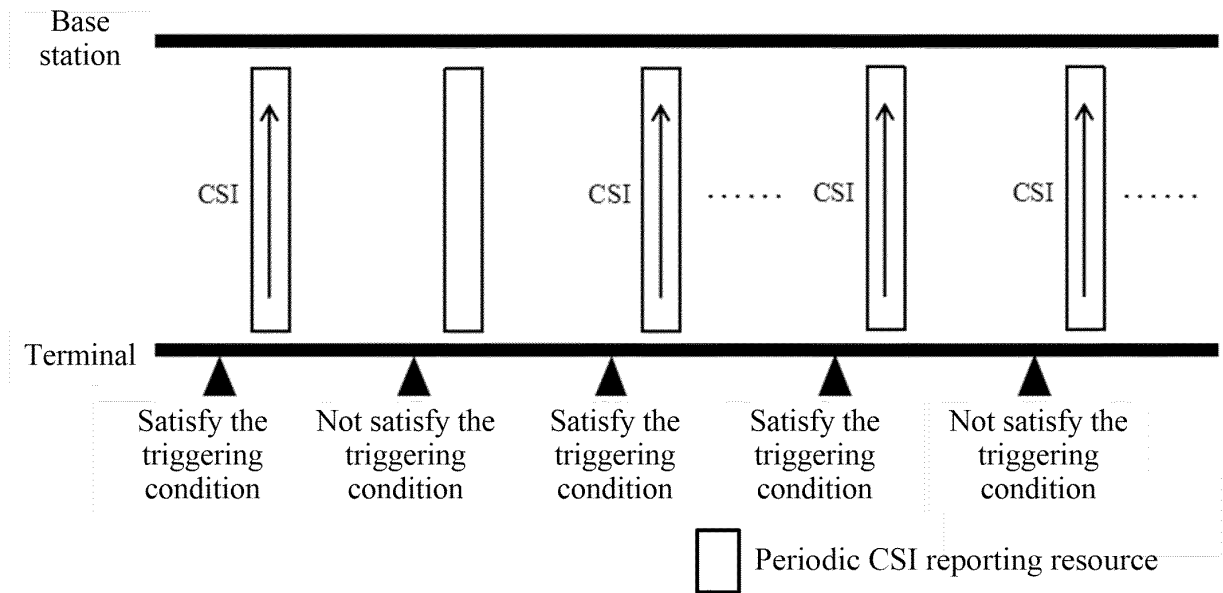 Base
station
CSI
CSI
......
CSI
CSI
......
Terminal
Satisfy the
triggering
condition
Not satisfy the
triggering
condition
Satisfy the
triggering
condition
Satisfy the
triggering
condition
Not satisfy the
triggering
condition
Periodic CSI reporting resource